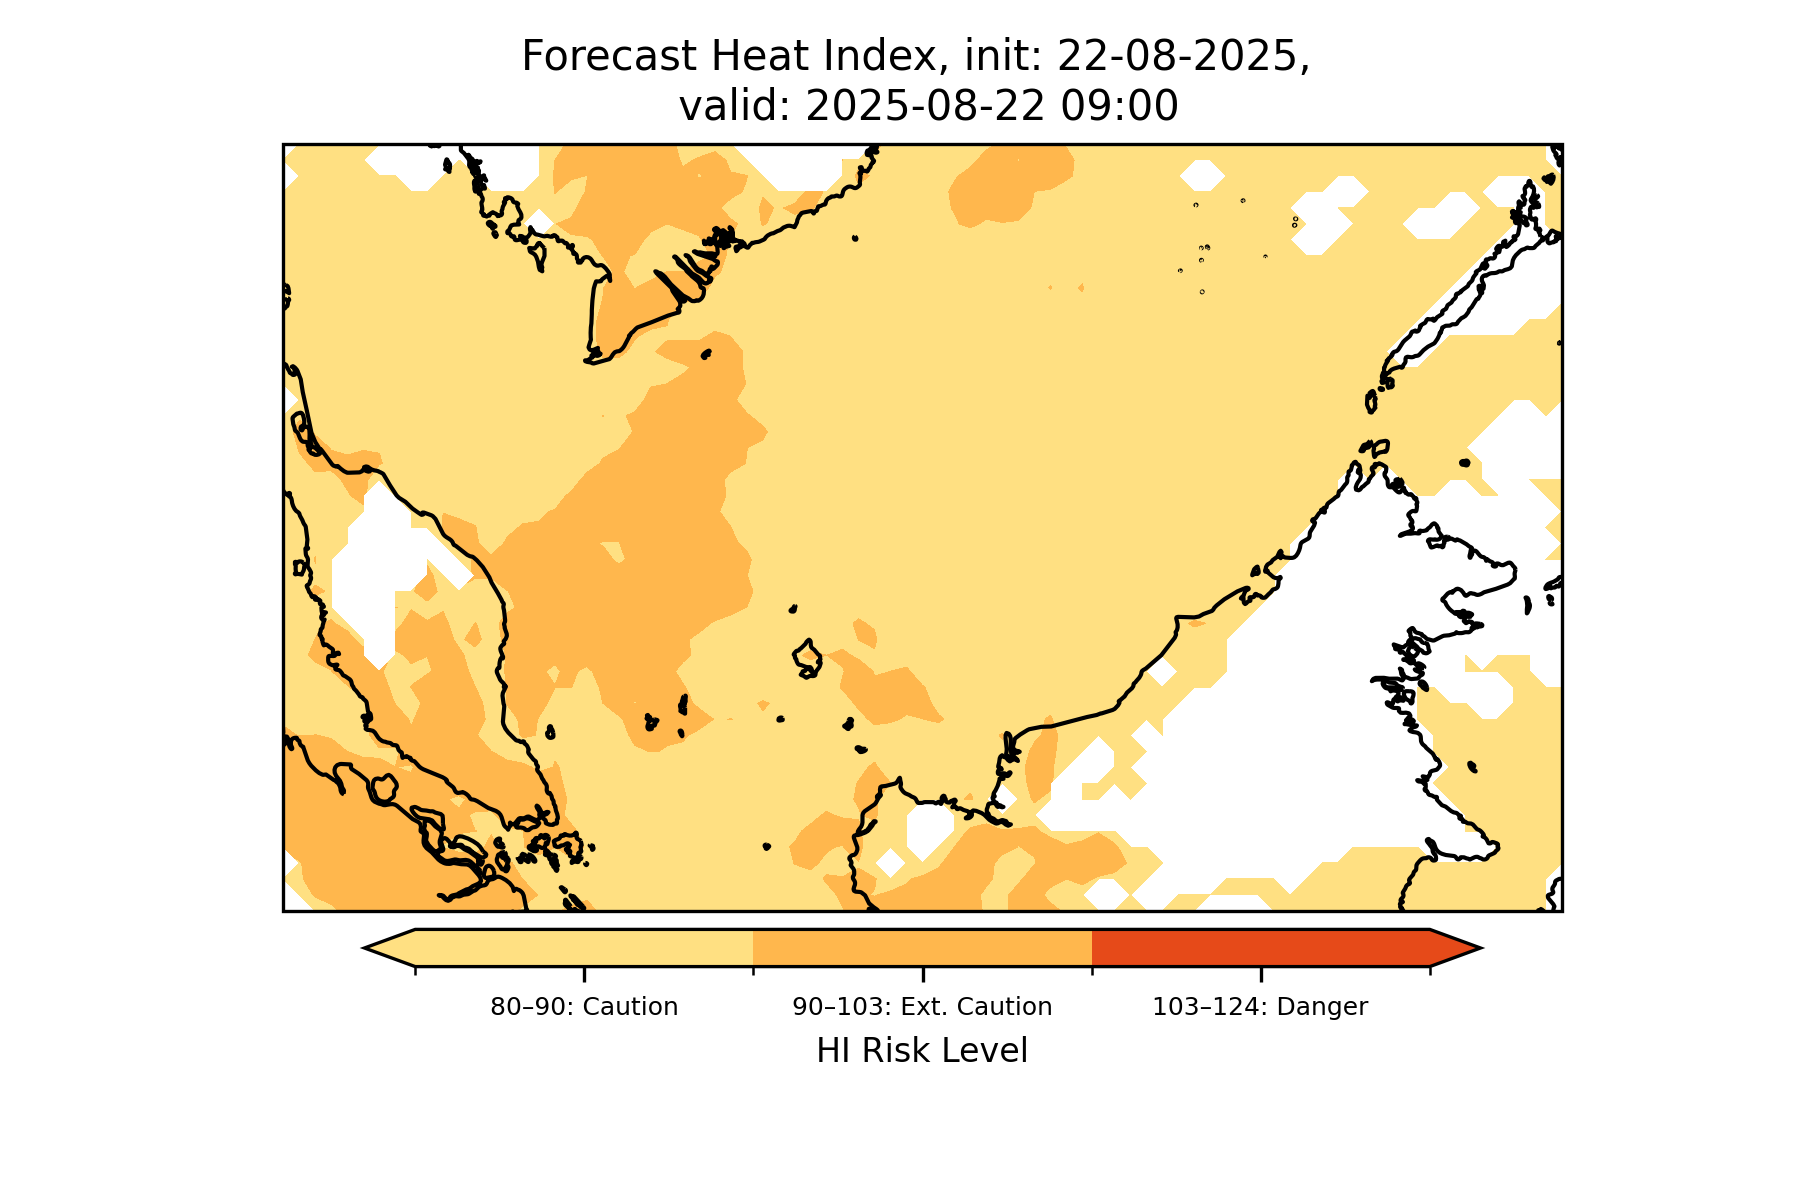 Forecast Heat Index, init: 22-08-2025,
valid: 2025-08-22 09:00
80–90: Caution
90–103: Ext. Caution
103–124: Danger
HI Risk Level